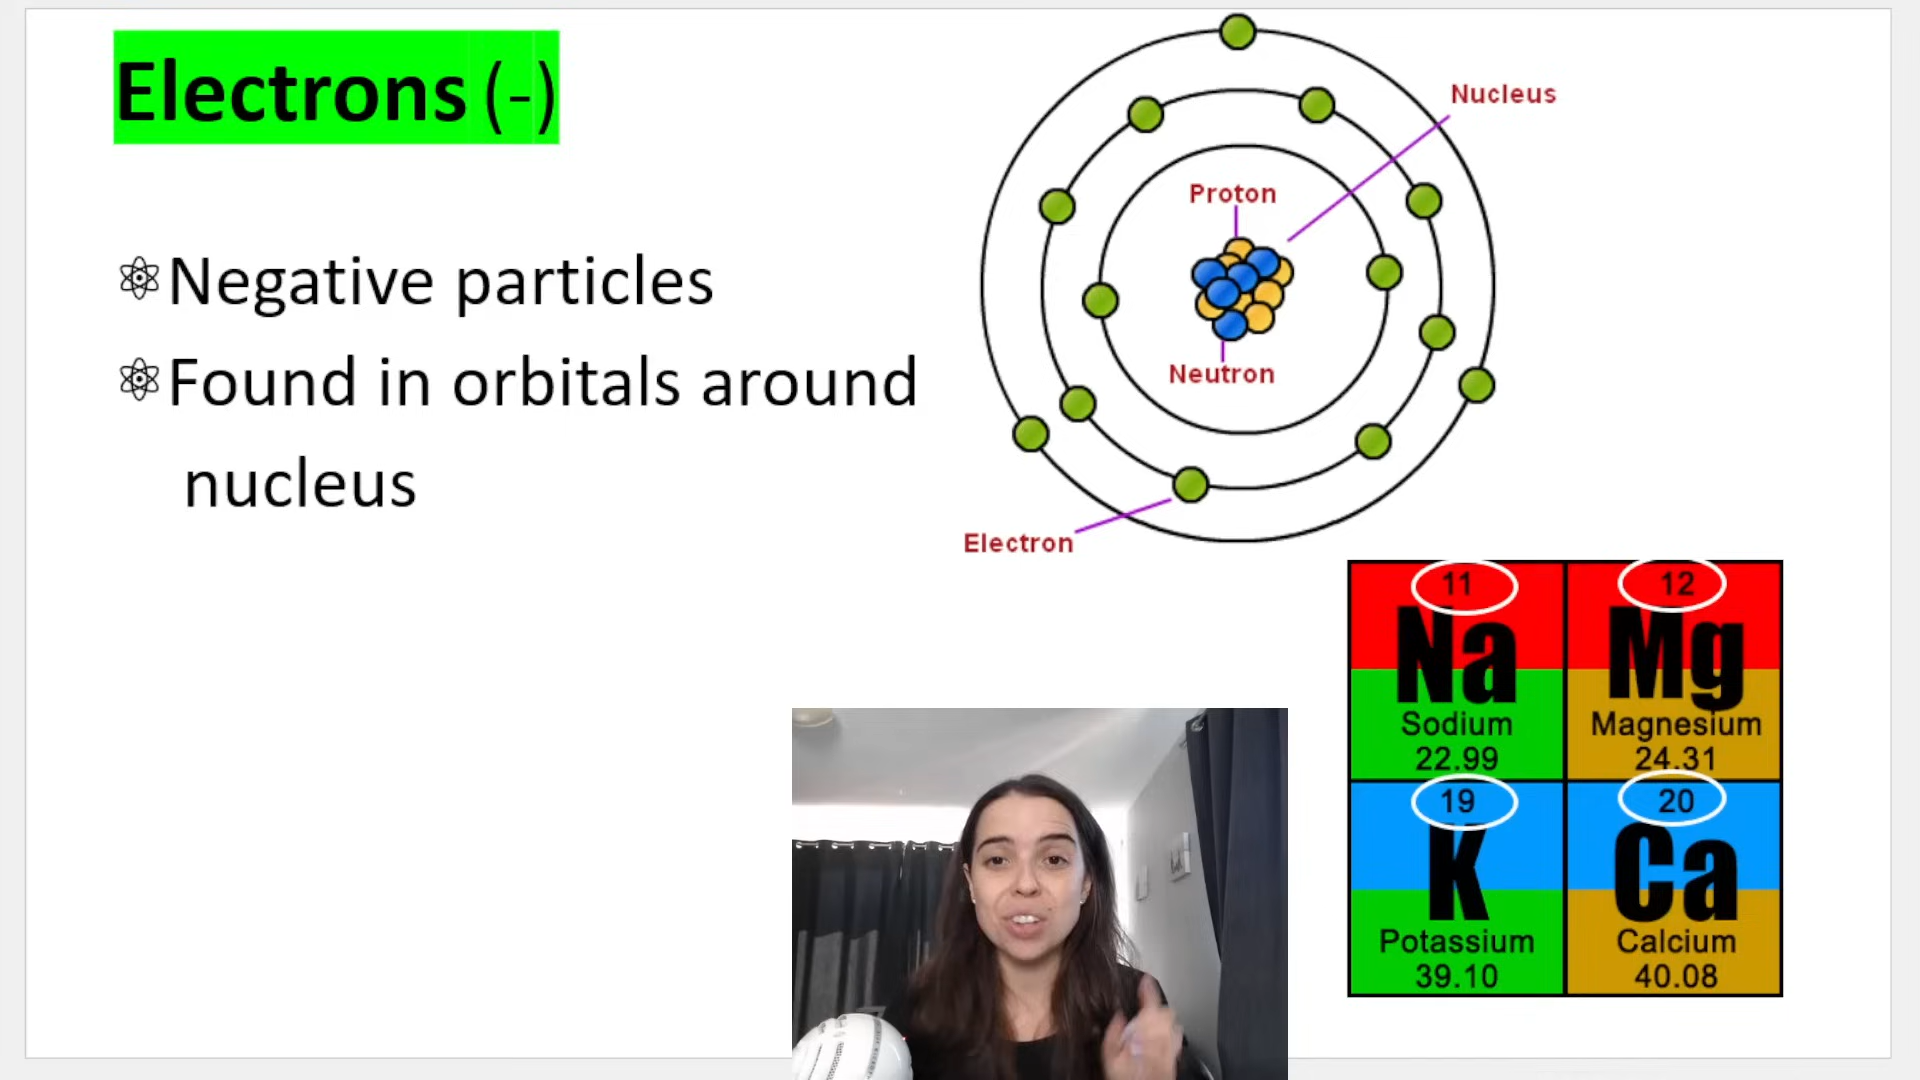 Electrons (-)
Negative particles
Found in orbitals around
nucleus
Nucleus
Proton
Neutron
Electron
11
Na
Sodium
22.99
12
Mg
Magnesium
24.31
19
K
Potassium
39.10
20
Ca
Calcium
40.08